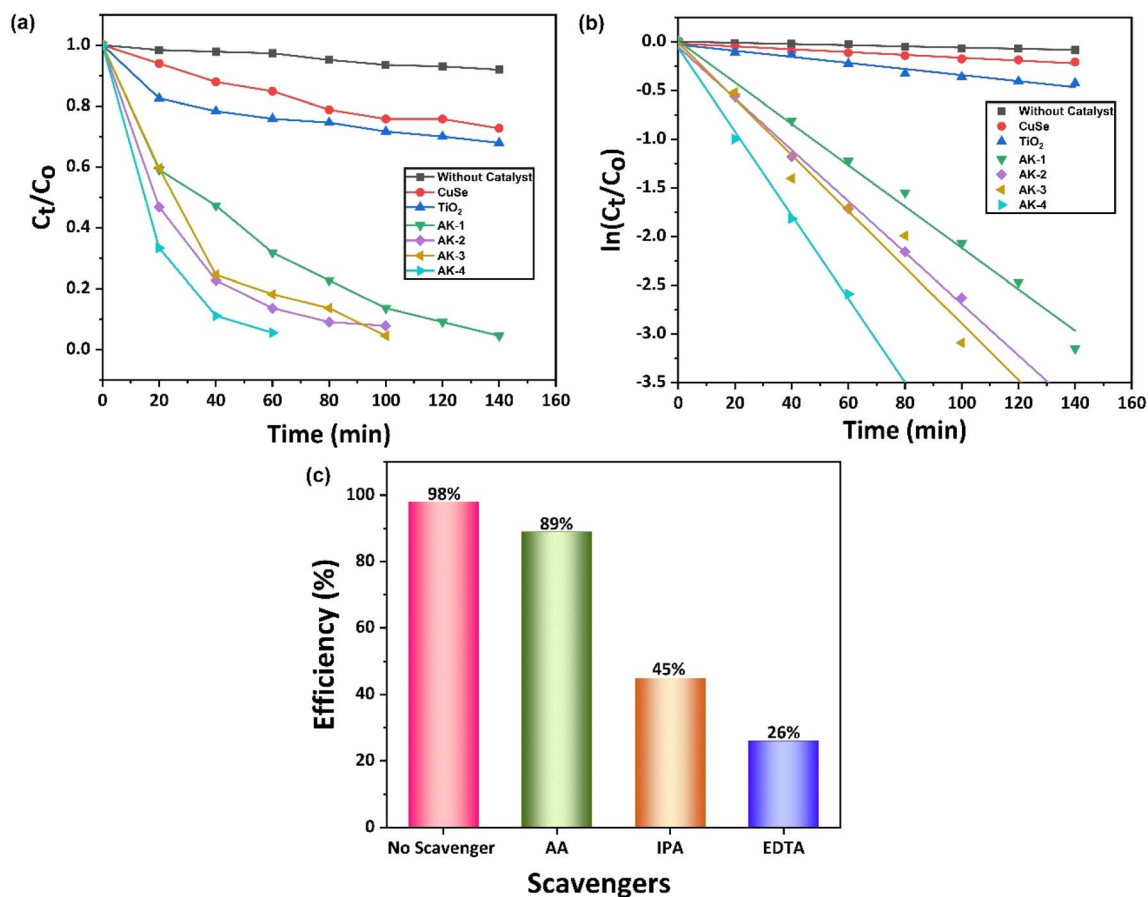 (a)
Cₜ/C₀
1.0
0.8
0.6
0.4
0.2
0.0
Without Catalyst
CuSe
TiO₂
AK-1
AK-2
AK-3
AK-4
0 20 40 60 80 100 120 140 160
Time (min)
(b)
ln(Cₜ/C₀)
0.0
-0.5
-1.0
-1.5
-2.0
-2.5
-3.0
-3.5
Without Catalyst
CuSe
TiO₂
AK-1
AK-2
AK-3
AK-4
0 20 40 60 80 100 120 140 160
Time (min)
(c)
Efficiency (%)
100
80
60
40
20
0
98%
89%
45%
26%
No Scavenger AA IPA EDTA
Scavengers